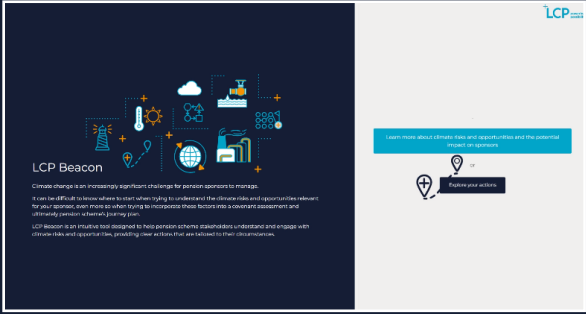 LCP
LCP Beacon
Climate change is an increasingly significant challenge for pension sponsors to manage.
It can be difficult to know where to start when trying to understand the climate risks and opportunities relevant
for your sponsor, even more so when trying to incorporate these factors into a covenant assessment and
ultimately pension scheme's journey plan.
LCP Beacon is an intuitive tool designed to help pension scheme stakeholders understand and engage with
climate risks and opportunities, providing clear actions that are tailored to their circumstances.
Learn more about climate risks and opportunities and the potential
impact on sponsors
or
Explore your actions